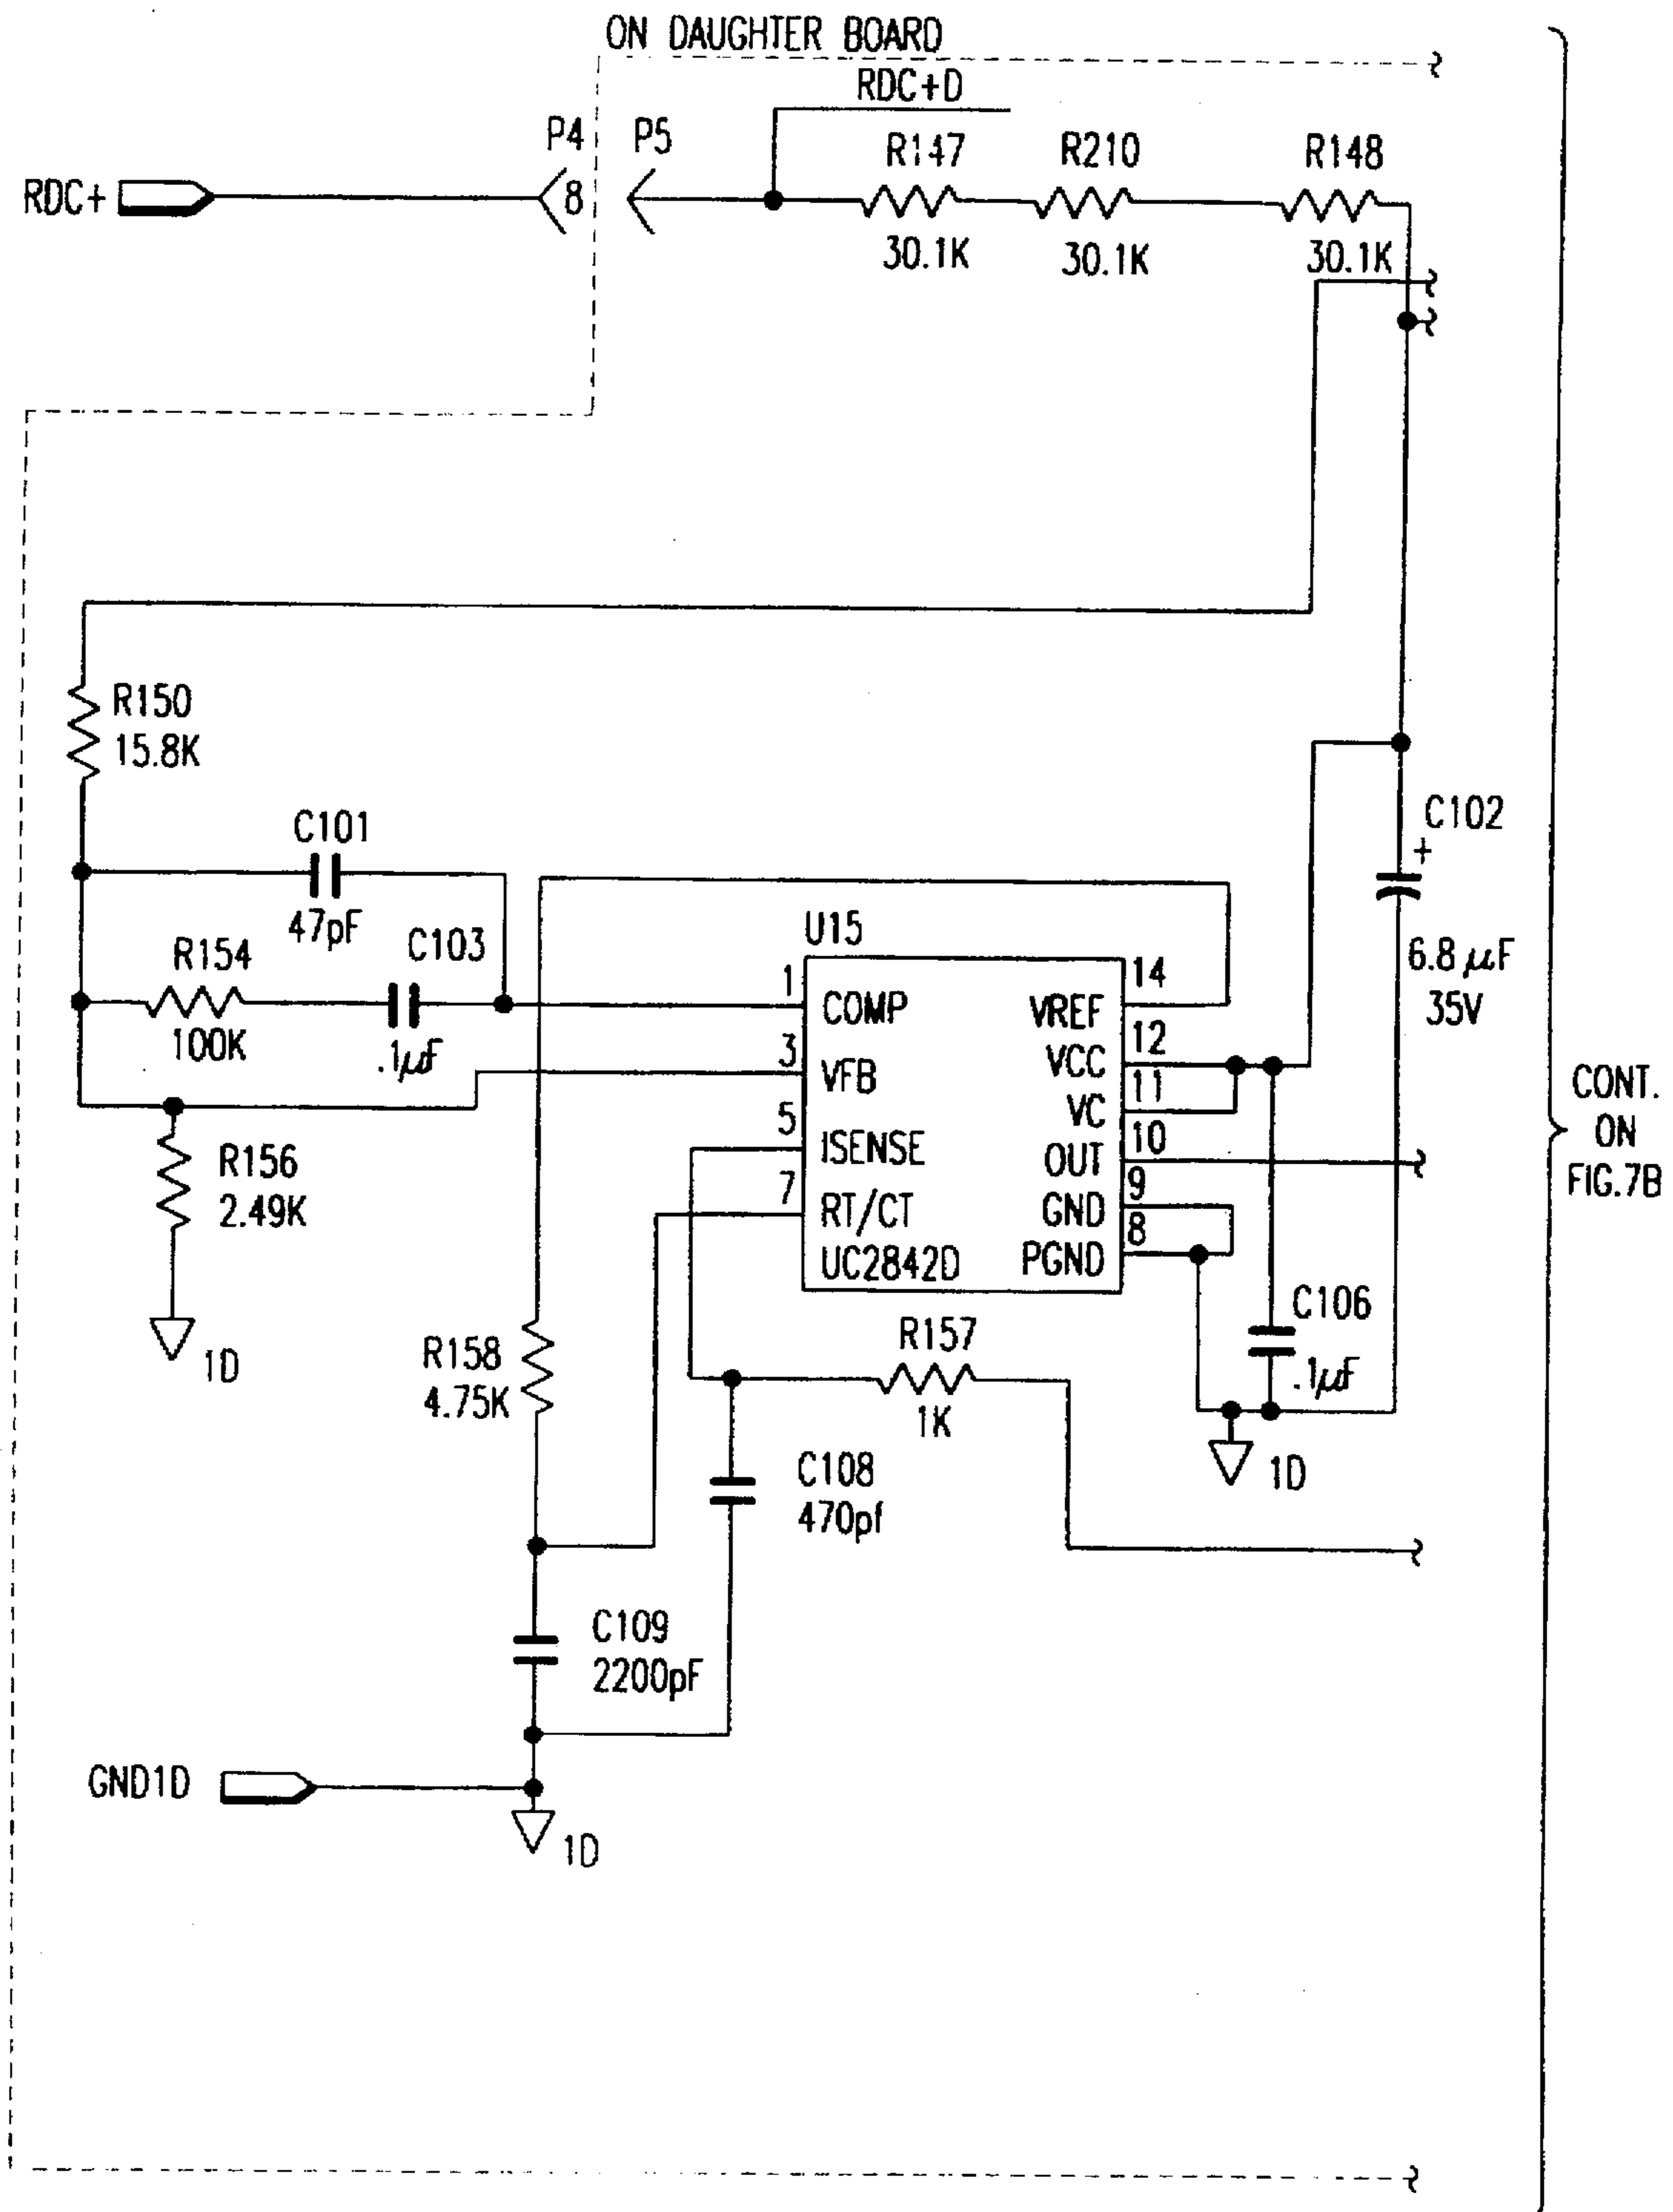 ON DAUGHTER BOARD
RDC+D
P4
P5
R147
R210
R148
RDC+
8
30.1K
30.1K
30.1K
R150
15.8K
C101
47pF
C102
+
6.8 μF
35V
R154
100K
C103
.1μF
U15
1
COMP
3
VFB
5
ISENSE
7
RT/CT
UC2842D
14
VREF
12
VCC
11
VC
10
OUT
9
GND
8
PGND
CONT.
ON
FIG.7B
R156
2.49K
1D
R158
4.75K
R157
1K
C106
.1μF
1D
C108
470pf
C109
2200pF
GND1D
1D